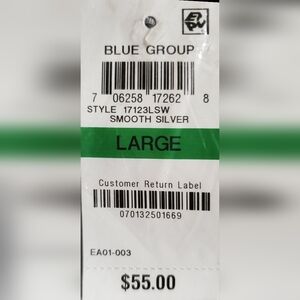 BLUE GROUP
7 06258 17262 8
STYLE 17123LSW
SMOOTH SILVER
LARGE
Customer Return Label
070132501669
EA01-003
$55.00